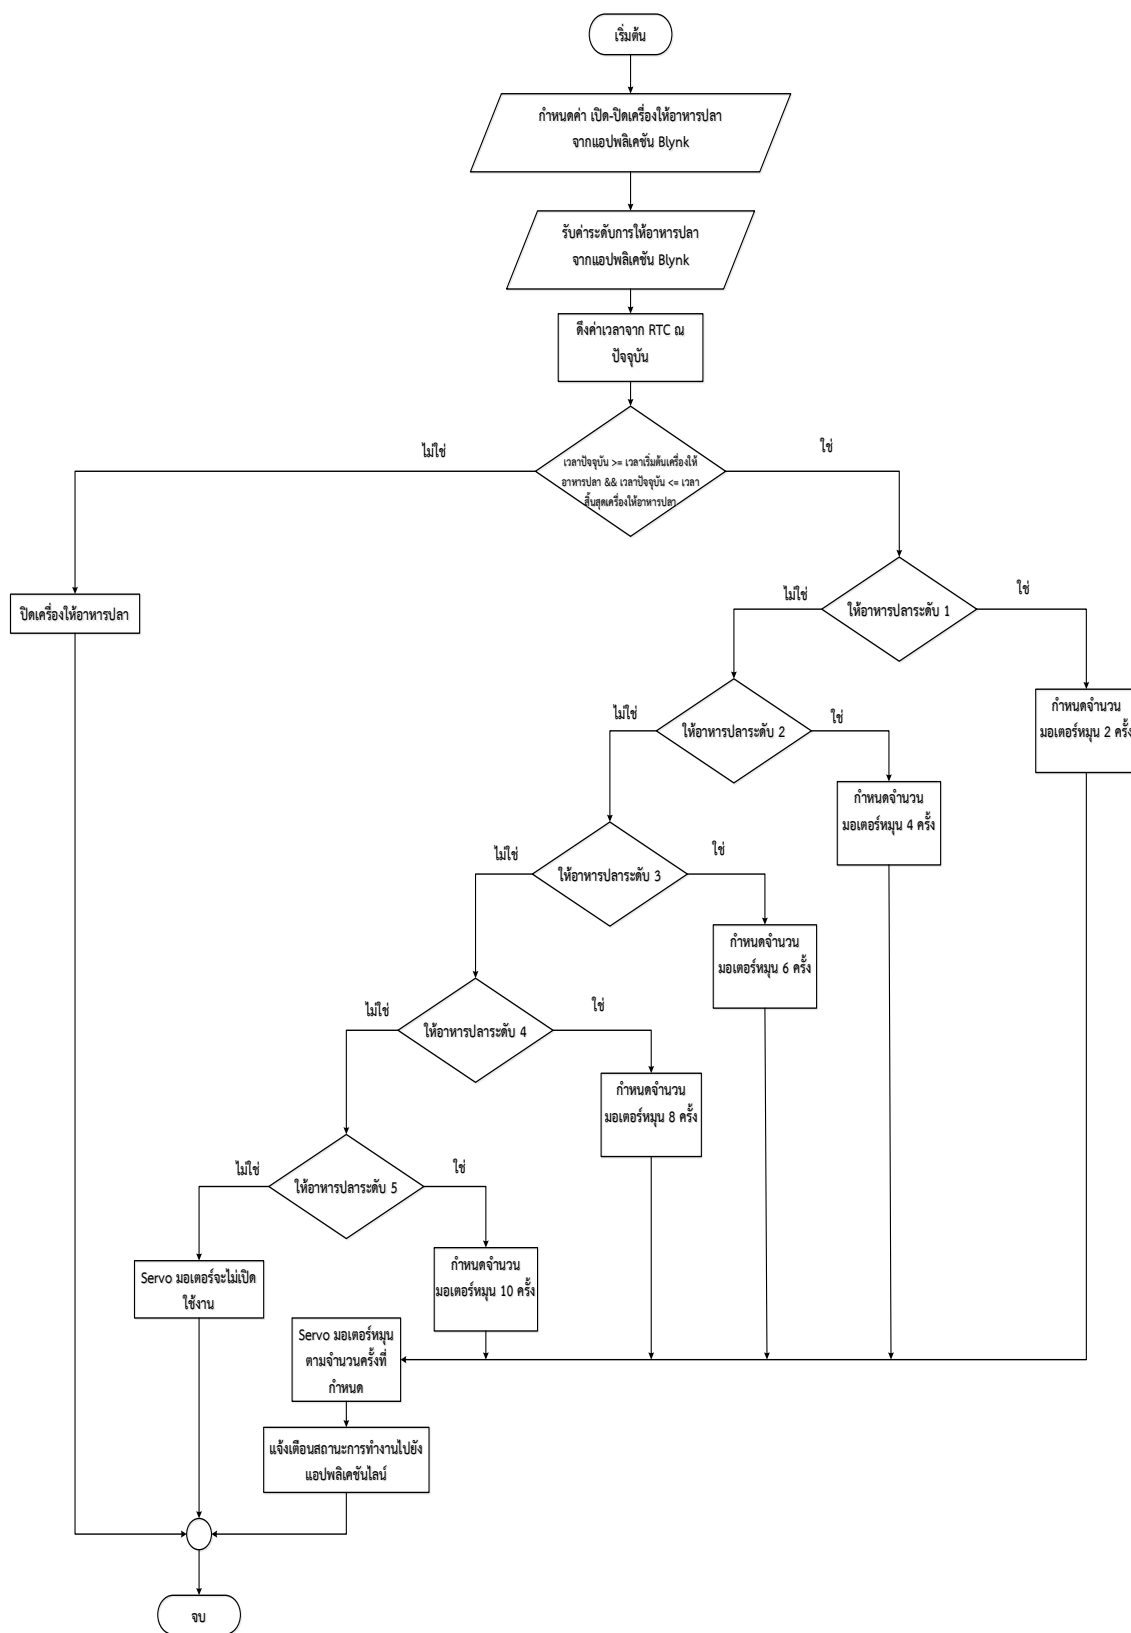 เริ่มต้น
กำหนดค่า เปิด-ปิดเครื่องให้อาหารปลา
จากแอปพลิเคชัน Blynk
รับค่าระดับการให้อาหารปลา
จากแอปพลิเคชัน Blynk
ดึงค่าเวลาจาก RTC ณ
ปัจจุบัน
ไม่ใช่
ใช่
เวลาปัจจุบัน >= เวลาเริ่มต้นเครื่องให้
อาหารปลา && เวลาปัจจุบัน <= เวลา
สิ้นสุดเครื่องให้อาหารปลา
ปิดเครื่องให้อาหารปลา
ไม่ใช่
ใช่
ให้อาหารปลาระดับ 1
กำหนดจำนวน
มอเตอร์หมุน 2 ครั้ง
ไม่ใช่
ใช่
ให้อาหารปลาระดับ 2
กำหนดจำนวน
มอเตอร์หมุน 4 ครั้ง
ไม่ใช่
ใช่
ให้อาหารปลาระดับ 3
กำหนดจำนวน
มอเตอร์หมุน 6 ครั้ง
ไม่ใช่
ใช่
ให้อาหารปลาระดับ 4
กำหนดจำนวน
มอเตอร์หมุน 8 ครั้ง
ไม่ใช่
ใช่
ให้อาหารปลาระดับ 5
กำหนดจำนวน
มอเตอร์หมุน 10 ครั้ง
Servo มอเตอร์จะไม่เปิด
ใช้งาน
Servo มอเตอร์หมุน
ตามจำนวนครั้งที่
กำหนด
แจ้งเตือนสถานะการทำงานไปยัง
แอปพลิเคชันไลน์
จบ